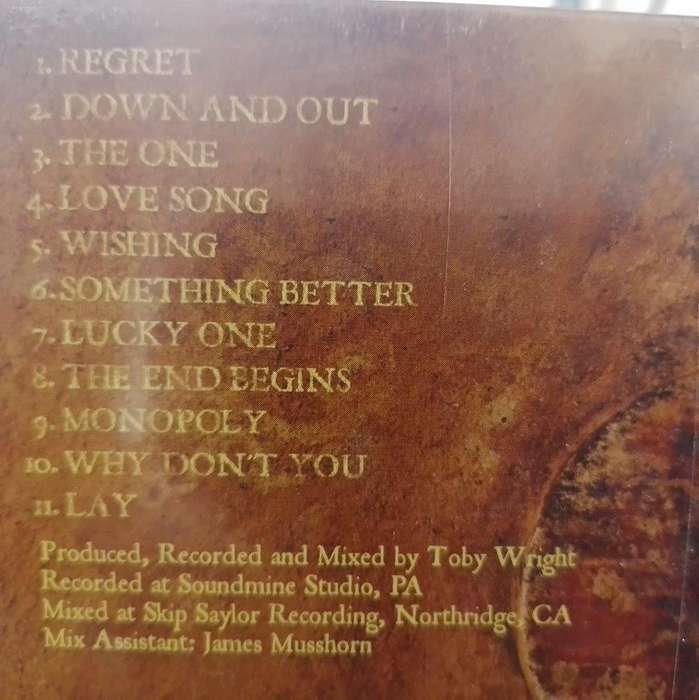 1. REGRET
2. DOWN AND OUT
3. THE ONE
4. LOVE SONG
5. WISHING
6. SOMETHING BETTER
7. LUCKY ONE
8. THE END BEGINS
9. MONOPOLY
10. WHY DON'T YOU
11. LAY
Produced, Recorded and Mixed by Toby Wright
Recorded at Soundmine Studio, PA
Mixed at Skip Saylor Recording, Northridge, CA
Mix Assistant: James Musshorn